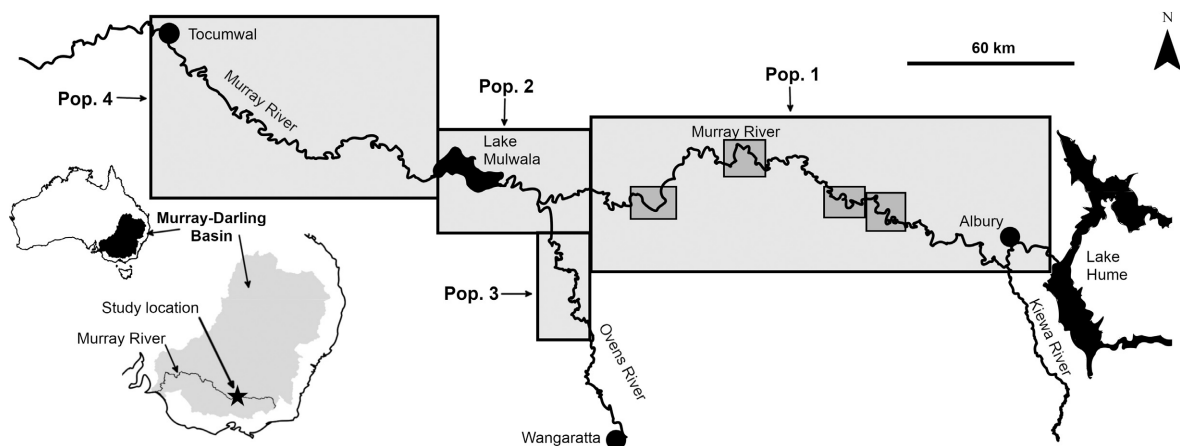 Tocumwal
Pop. 4
Murray River
Pop. 2
Lake
Mulwala
Pop. 1
Murray River
60 km
N
Albury
Lake
Hume
Kiewa River
Pop. 3
Ovens River
Wangaratta
Murray-Darling
Basin
Study location
Murray River